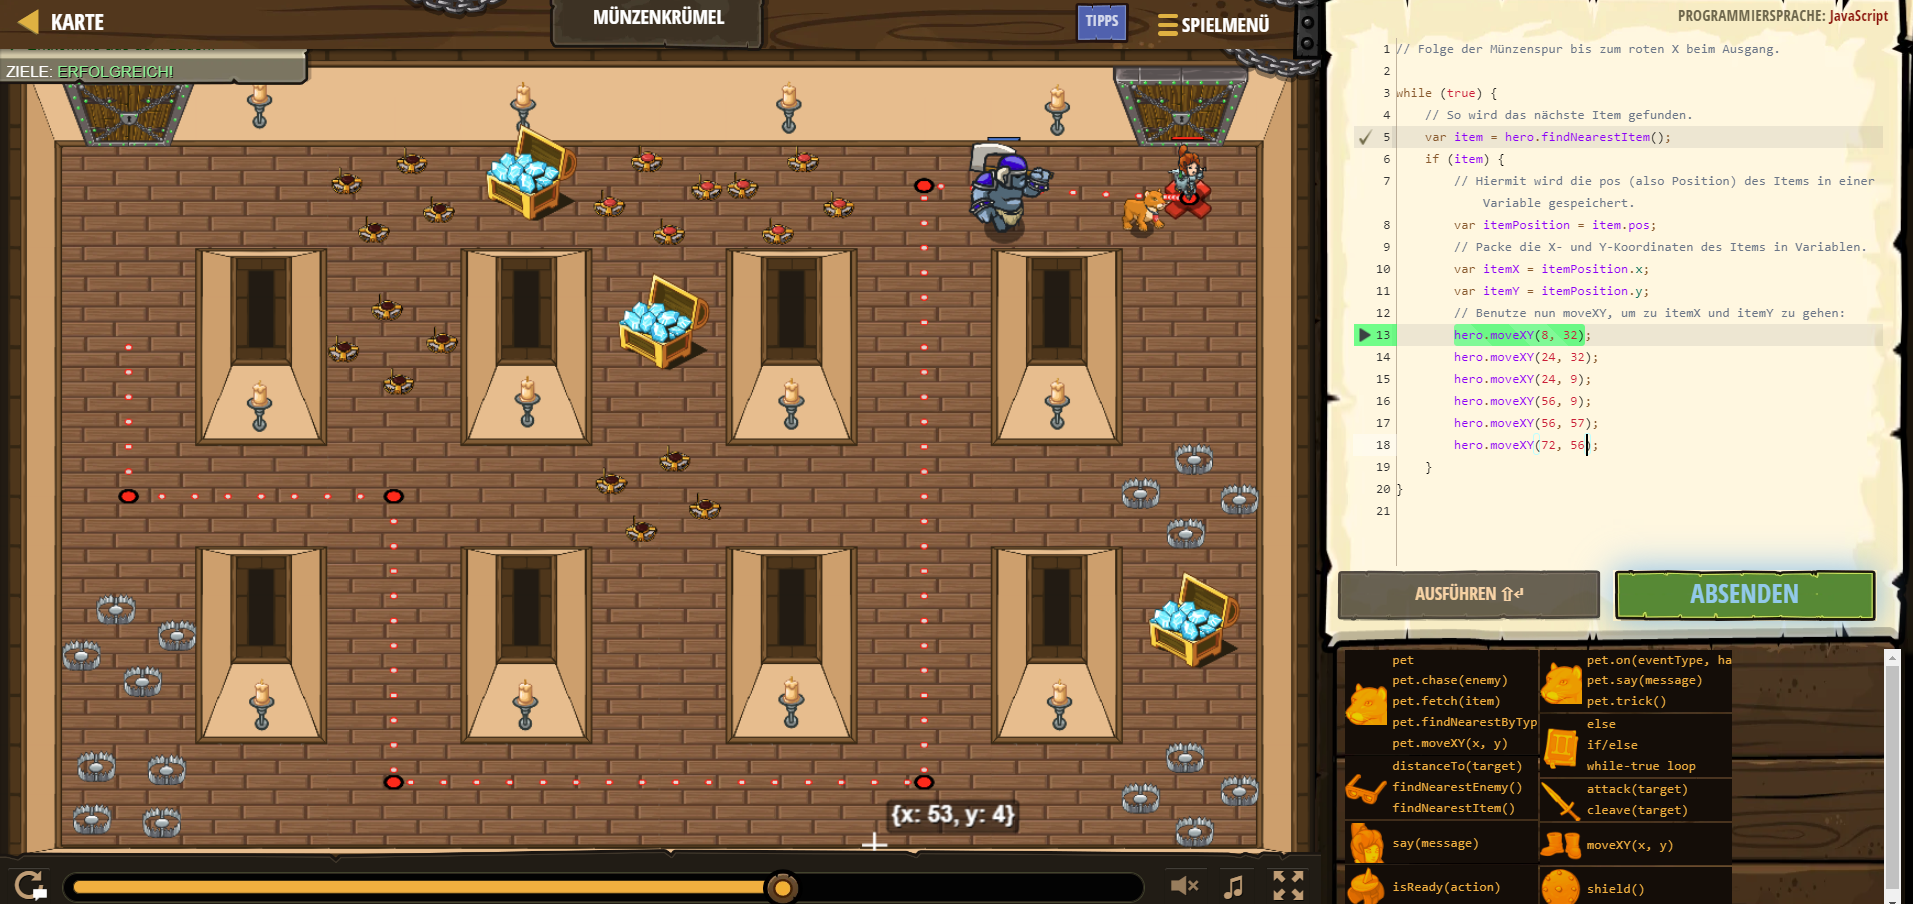 KARTE
MÜNZENKRÜMEL
TIPPS
SPIELMENÜ
PROGRAMMIERSPRACHE: JavaScript
ZIELE: ERFOLGREICH!
1 // Folge der Münzenspur bis zum roten X beim Ausgang.
2
3 while (true) {
4 // So wird das nächste Item gefunden.
5 var item = hero.findNearestItem();
6 if (item) {
7 // Hiermit wird die pos (also Position) des Items in einer
Variable gespeichert.
8 var itemPosition = item.pos;
9 // Packe die X- und Y-Koordinaten des Items in Variablen.
10 var itemX = itemPosition.x;
11 var itemY = itemPosition.y;
12 // Benutze nun moveXY, um zu itemX und itemY zu gehen:
13 hero.moveXY(8, 32);
14 hero.moveXY(24, 32);
15 hero.moveXY(24, 9);
16 hero.moveXY(56, 9);
17 hero.moveXY(56, 57);
18 hero.moveXY(72, 56);
19 }
20 }
21
{x: 53, y: 4}
AUSFÜHREN ⇧↵
ABSENDEN
pet
pet.chase(enemy)
pet.fetch(item)
pet.findNearestByTyp
pet.moveXY(x, y)
distanceTo(target)
findNearestEnemy()
findNearestItem()
say(message)
isReady(action)
pet.on(eventType, ha
pet.say(message)
pet.trick()
else
if/else
while-true loop
attack(target)
cleave(target)
moveXY(x, y)
shield()